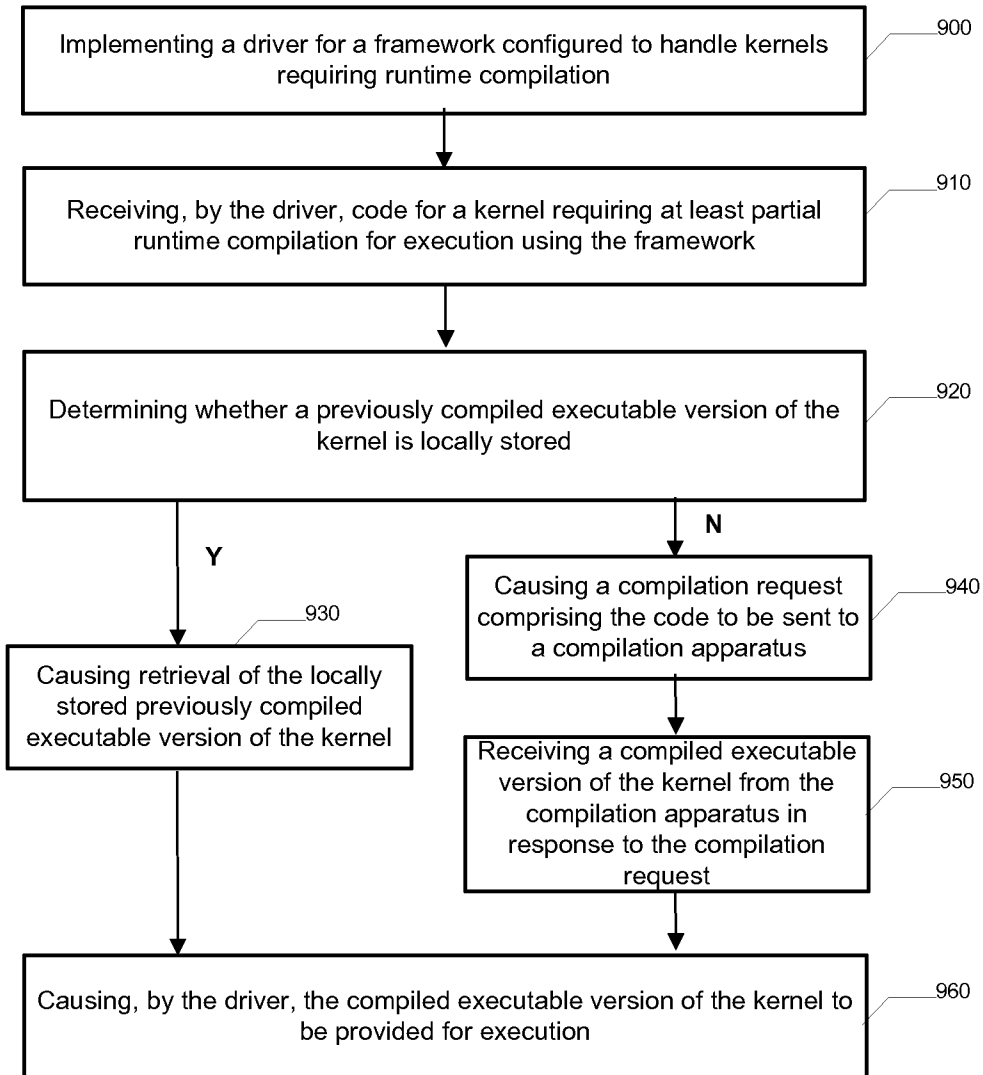 Implementing a driver for a framework configured to handle kernels
requiring runtime compilation
900
Receiving, by the driver, code for a kernel requiring at least partial
runtime compilation for execution using the framework
910
Determining whether a previously compiled executable version of the
kernel is locally stored
920
Y
N
930
Causing retrieval of the locally
stored previously compiled
executable version of the kernel
Causing a compilation request
comprising the code to be sent to
a compilation apparatus
940
Receiving a compiled executable
version of the kernel from the
compilation apparatus in
response to the compilation
request
950
Causing, by the driver, the compiled executable version of the kernel to
be provided for execution
960